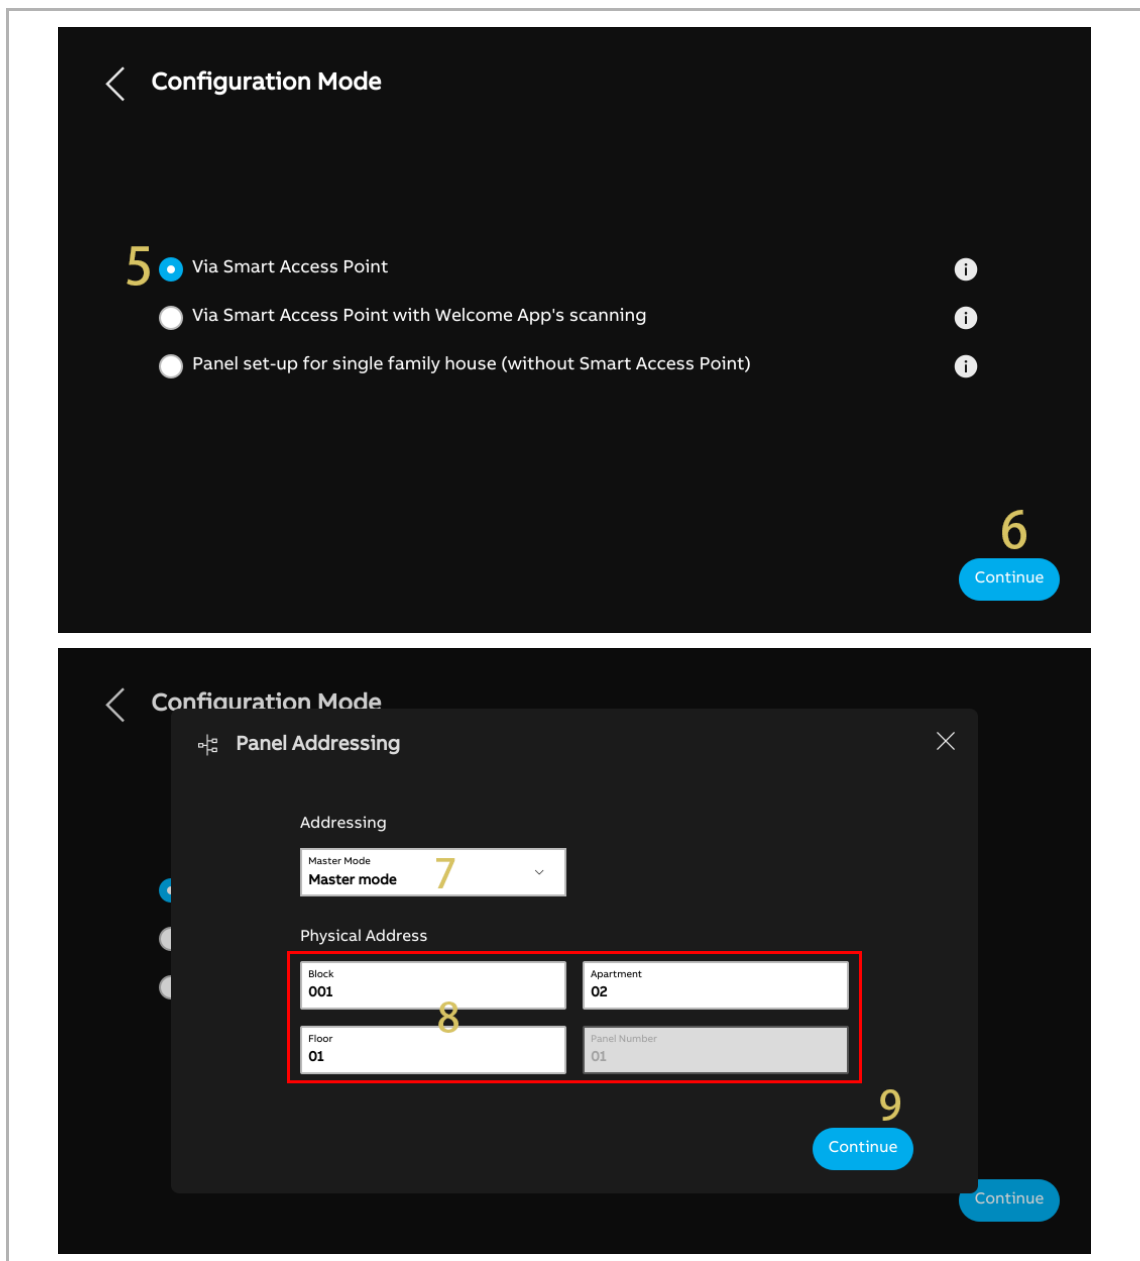 Configuration Mode
5 Via Smart Access Point
Via Smart Access Point with Welcome App's scanning
Panel set-up for single family house (without Smart Access Point)
6
Continue
Configuration Mode
Panel Addressing
Addressing
Master Mode
Master mode
7
Physical Address
Block
001
Apartment
02
8
Floor
01
Panel Number
01
9
Continue
Continue